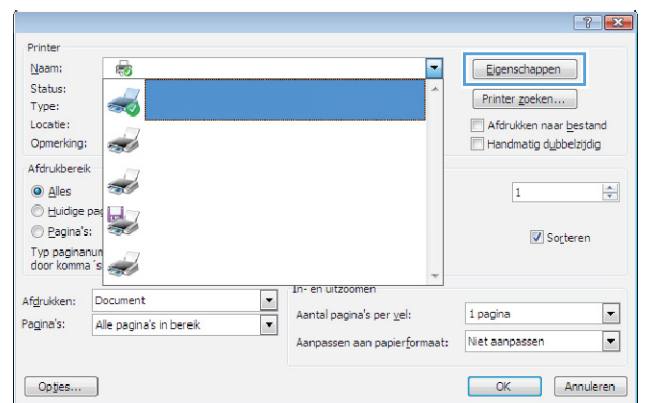 Printer
Naam:
Eigenschappen
Status:
Type:
Printer zoeken...
Locatie:
Afdrukken naar bestand
Opmerking:
Handmatig dubbelzijdig
Afdrukbereik
Alles
1
Huidige pag
Pagina's:
Sorteren
Typ paginanum
door komma 's
In- en uitzoomen
Afdrukken:
Document
Aantal pagina's per vel:
1 pagina
Pagina's:
Alle pagina's in bereik
Aanpassen aan papierformaat:
Niet aanpassen
Opties...
OK
Annuleren